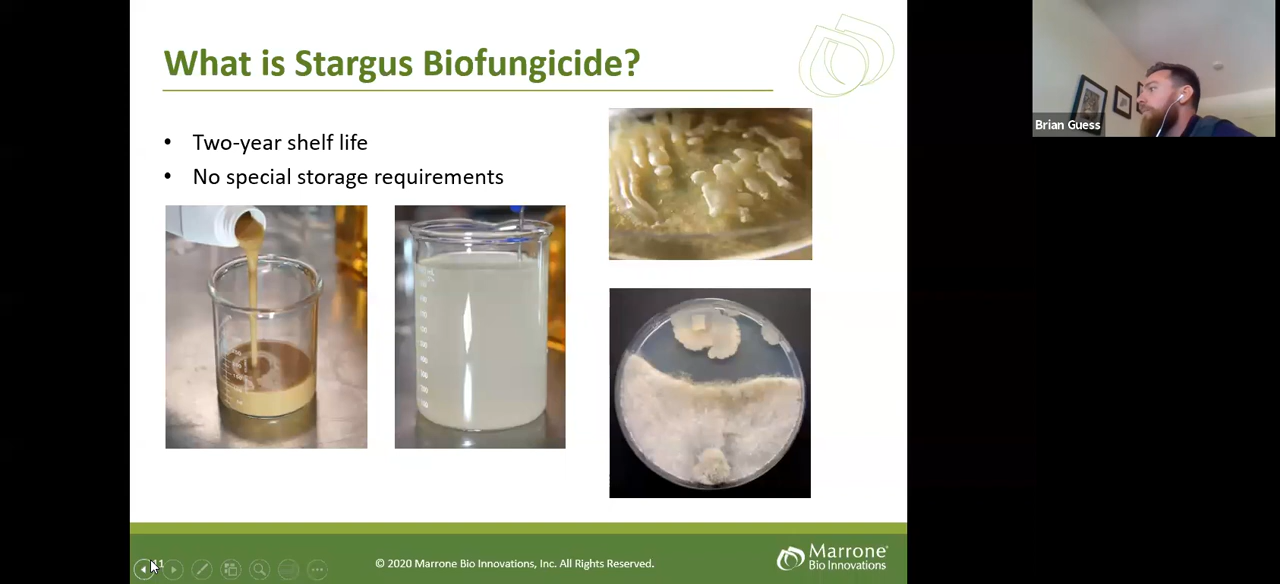 What is Stargus Biofungicide?
• Two-year shelf life
• No special storage requirements
Brian Guess
11
© 2020 Marrone Bio Innovations, Inc. All Rights Reserved.
Marrone®
Bio Innovations